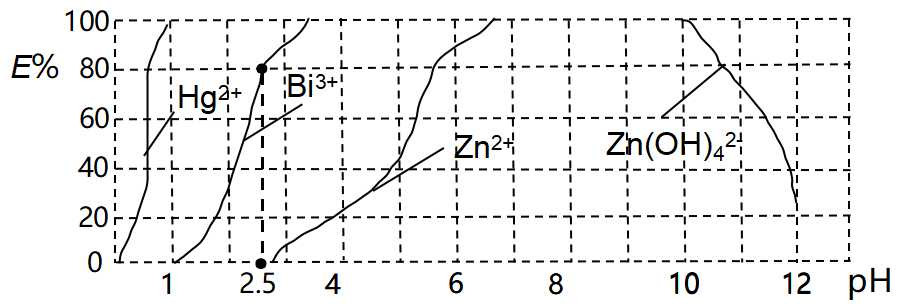 100
E%
80
60
40
20
0
Hg²⁺
Bi³⁺
Zn²⁺
Zn(OH)₄²⁻
1 2.5 4 6 8 10 12 pH